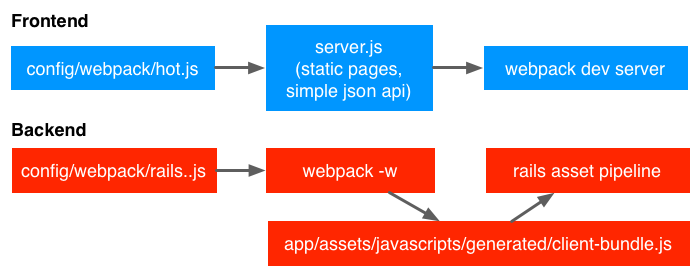 Frontend
config/webpack/hot.js
server.js
(static pages,
simple json api)
webpack dev server
Backend
config/webpack/rails..js
webpack -w
rails asset pipeline
app/assets/javascripts/generated/client-bundle.js